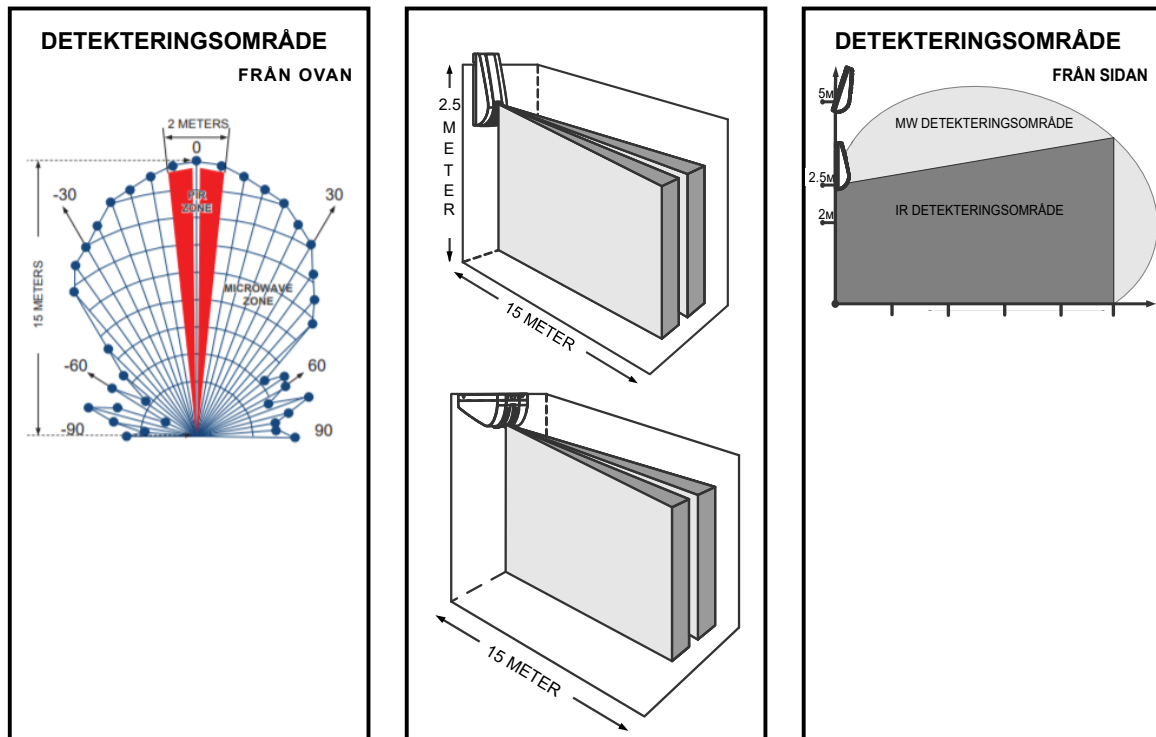 DETEKTERINGSOMRÅDE
FRÅN OVAN
2 METERS
0
-30
30
PIR
ZONE
15 METERS
MICROWAVE
ZONE
-60
60
-90
90
2.5
METER
15 METER
15 METER
DETEKTERINGSOMRÅDE
FRÅN SIDAN
5M
MW DETEKTERINGSOMRÅDE
2.5M
IR DETEKTERINGSOMRÅDE
2M